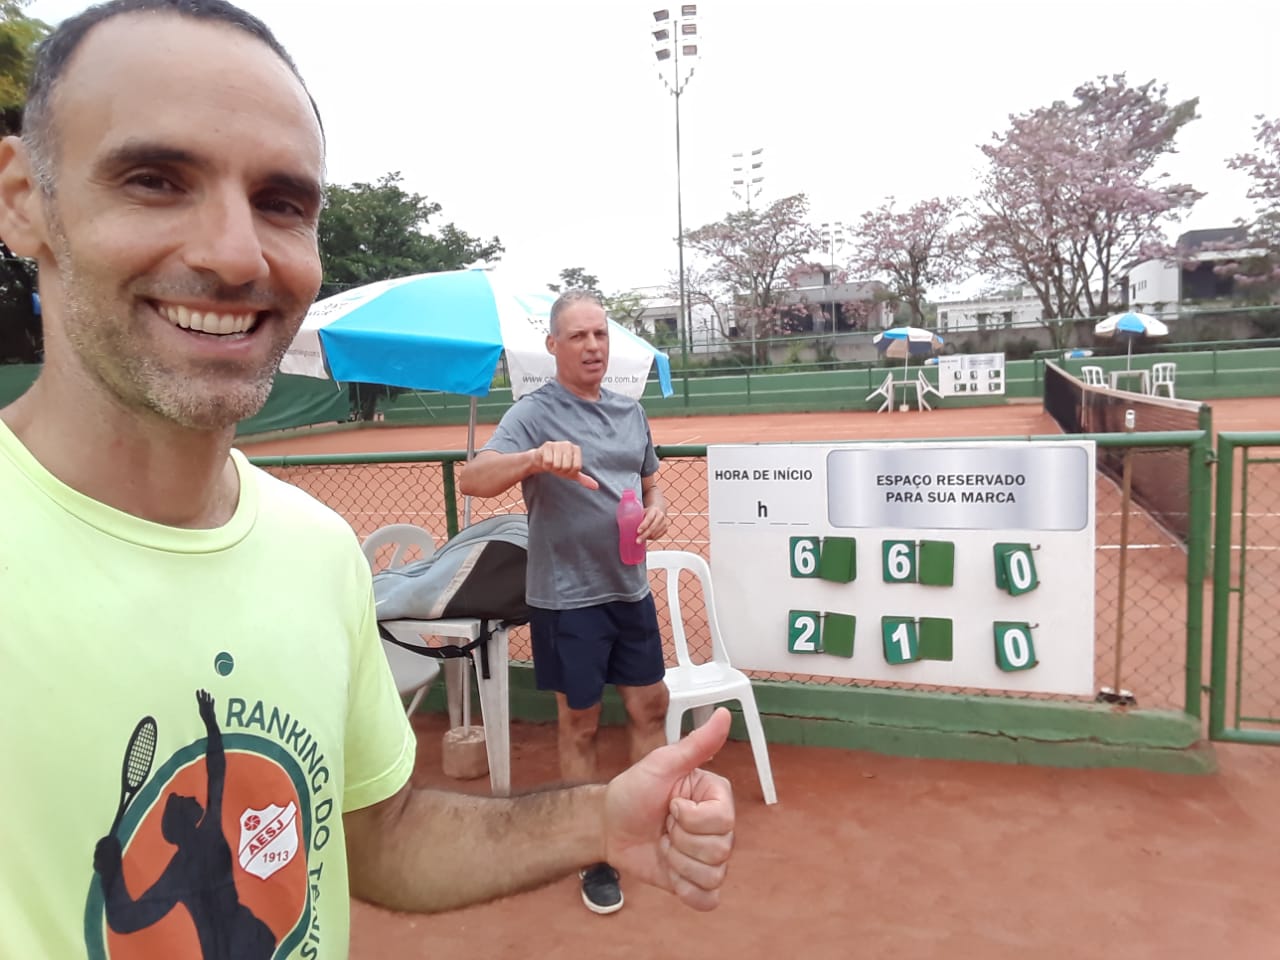 HORA DE INÍCIO
h
ESPAÇO RESERVADO
PARA SUA MARCA
6 6 0
2 1 0
RANKING DO TÊNIS
AESJ
1913